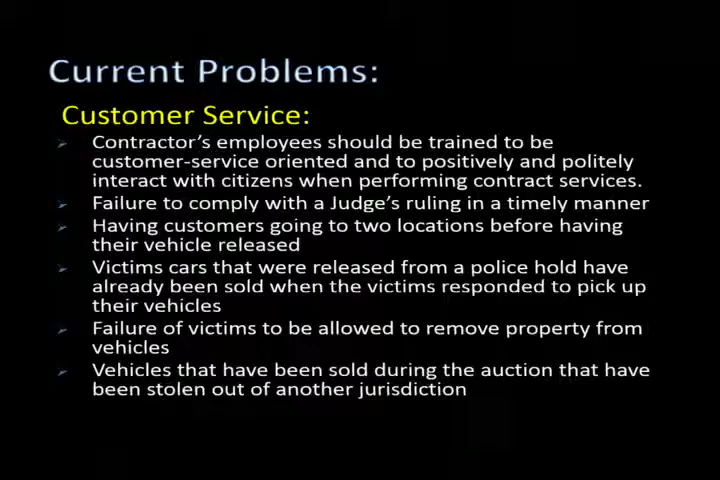 Current Problems:
Customer Service:
Contractor's employees should be trained to be
customer-service oriented and to positively and politely
interact with citizens when performing contract services.
Failure to comply with a Judge's ruling in a timely manner
Having customers going to two locations before having
their vehicle released
Victims cars that were released from a police hold have
already been sold when the victims responded to pick up
their vehicles
Failure of victims to be allowed to remove property from
vehicles
Vehicles that have been sold during the auction that have
been stolen out of another jurisdiction